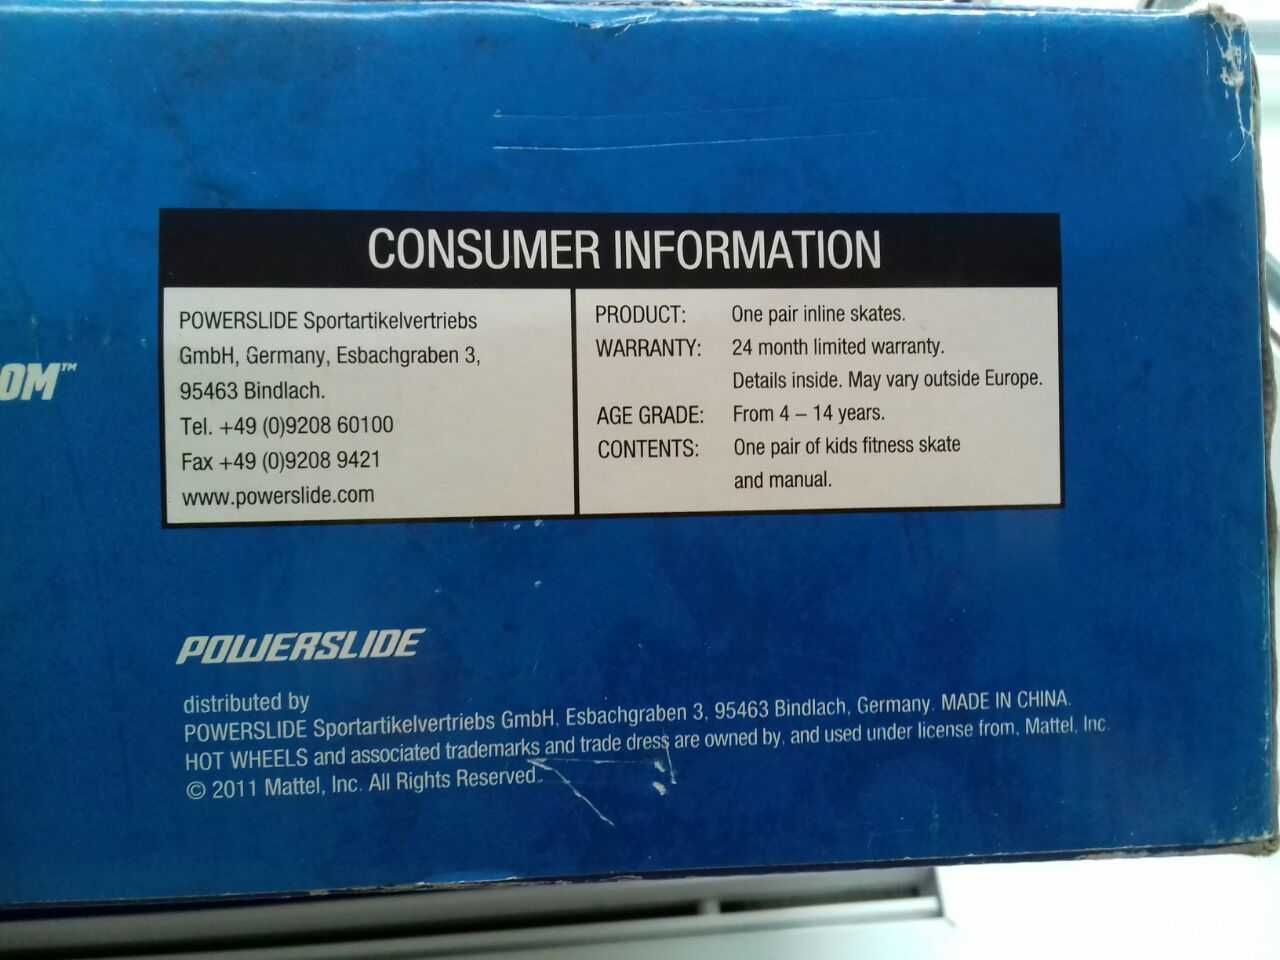 CONSUMER INFORMATION
POWERSLIDE Sportartikelvertriebs
GmbH, Germany, Esbachgraben 3,
95463 Bindlach.
Tel. +49 (0)9208 60100
Fax +49 (0)9208 9421
www.powerslide.com
PRODUCT: One pair inline skates.
WARRANTY: 24 month limited warranty.
Details inside. May vary outside Europe.
AGE GRADE: From 4 – 14 years.
CONTENTS: One pair of kids fitness skate
and manual.
OM™
POWERSLIDE
distributed by
POWERSLIDE Sportartikelvertriebs GmbH, Esbachgraben 3, 95463 Bindlach, Germany. MADE IN CHINA.
HOT WHEELS and associated trademarks and trade dress are owned by, and used under license from, Mattel, Inc.
© 2011 Mattel, Inc. All Rights Reserved.